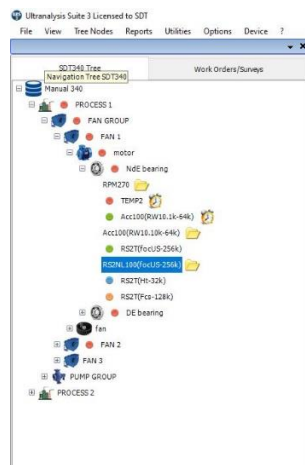 Ultranalysis Suite 3 Licensed to SDT
File View Tree Nodes Reports Utilities Options Device ?
SDT340 Tree Work Orders/Surveys
Navigation Tree SDT340
Manual 340
PROCESS 1
FAN GROUP
FAN 1
motor
NdE bearing
RPM270
TEMP2
Acc100(RW10.1k-64k)
Acc100(RW10.10k-64k)
RS2T(focUS-256k)
RS2NL100(focUS-256k)
RS2T(Ht-32k)
RS2T(Fcs-128k)
DE bearing
fan
FAN 2
FAN 3
PUMP GROUP
PROCESS 2